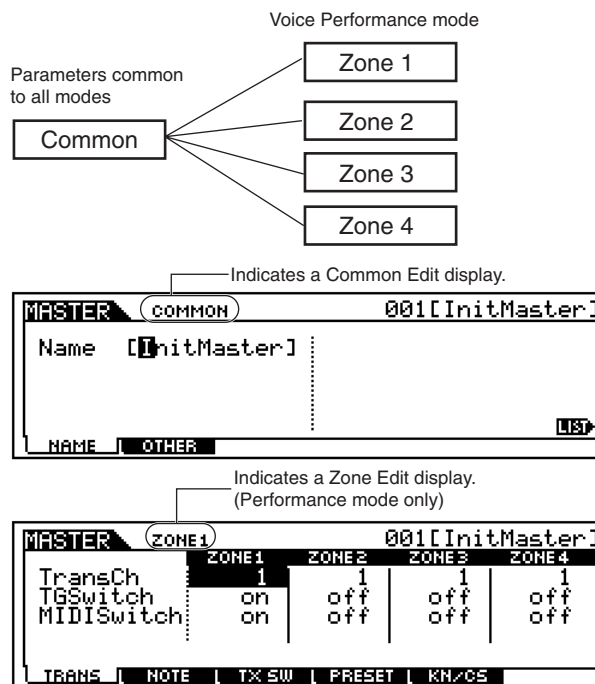 Voice Performance mode
Zone 1
Parameters common
to all modes
Zone 2
Common
Zone 3
Zone 4
Indicates a Common Edit display.
MASTER COMMON 001[InitMaster]
Name [InitMaster]
LIST
NAME OTHER
Indicates a Zone Edit display.
(Performance mode only)
MASTER ZONE1 001[InitMaster]
ZONE1 ZONE2 ZONE3 ZONE4
TransCh 1 1 1 1
TGSwitch on off off off
MIDISwitch on off off off
TRANS NOTE TX SW PRESET KN/CS